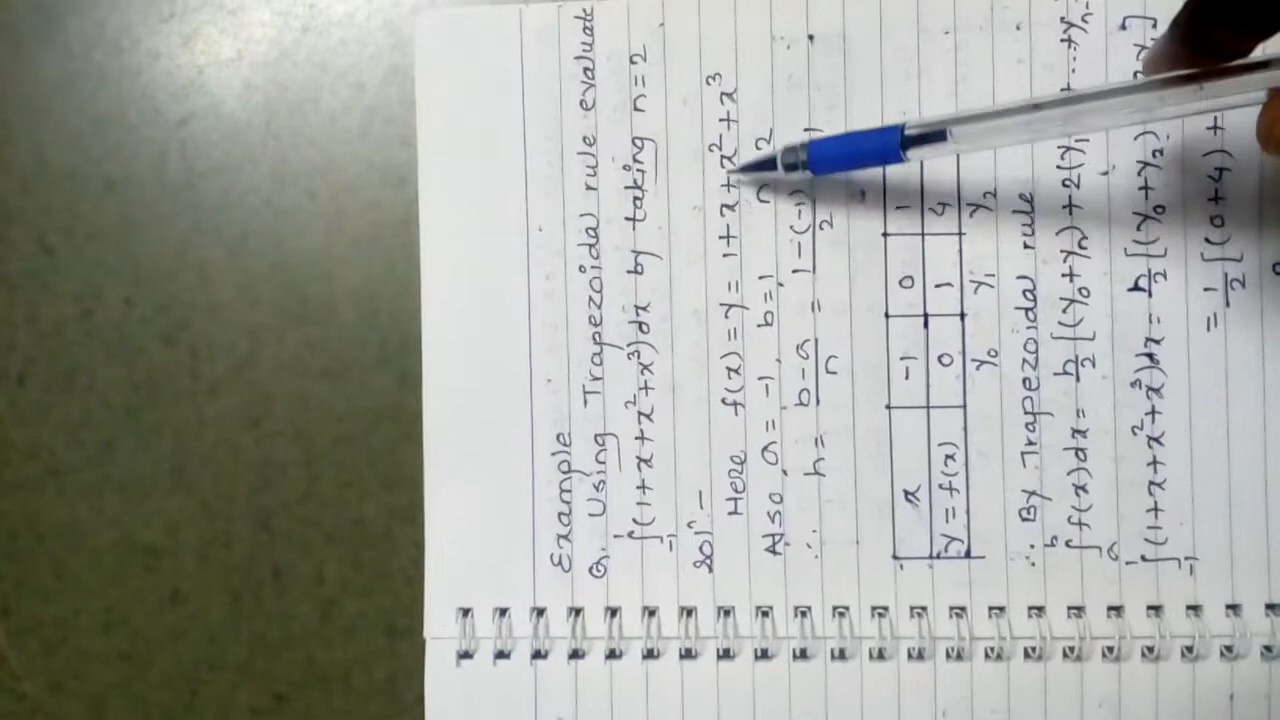 Example
Q. Using Trapezoidal rule evaluate
∫₋₁¹(1+x+x²+x³)dx by taking n=2
Solⁿ-
Here f(x)=y=1+x+x²+x³
Also, a=-1, b=1 n 2
∴ h= (b-a)/n = (1-(-1))/2 1
x -1 0 1
y=f(x) 0 1 4
y₀ y₁ y₂
∴ By Trapezoidal rule
∫ₐᵇ f(x)dx= h/2 [(y₀+yₙ)+2(y₁ +...+yₙ₋
∫₋₁¹(1+x+x²+x³)dx= h/2 [(y₀+y₂) y₁]
= 1/2 [(0+4)+